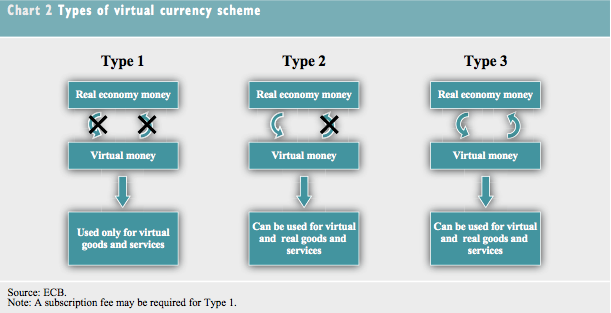 Chart 2 Types of virtual currency scheme
Type 1
Type 2
Type 3
Real economy money
Real economy money
Real economy money
Virtual money
Virtual money
Virtual money
Used only for virtual
goods and services
Can be used for virtual
and real goods and
services
Can be used for virtual
and real goods and
services
Source: ECB.
Note: A subscription fee may be required for Type 1.